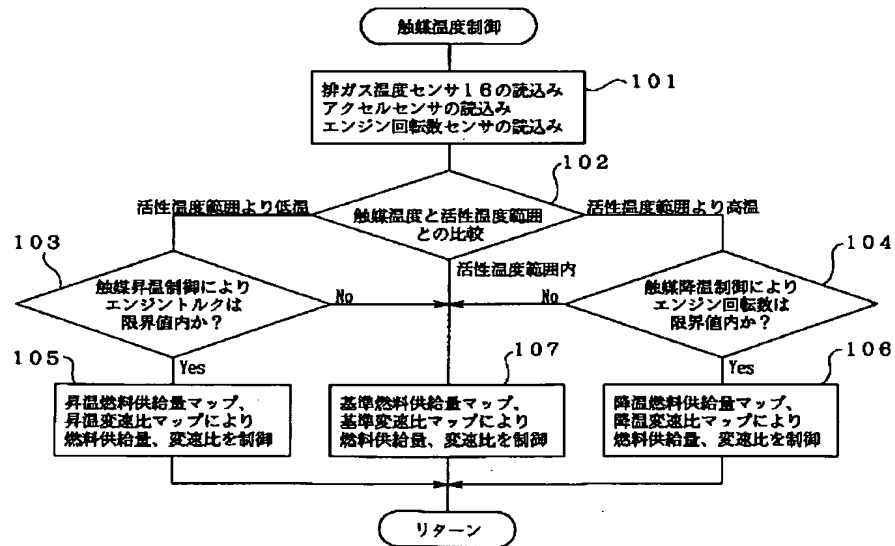 触媒温度制御
101
排ガス温度センサ16の読込み
アクセルセンサの読込み
エンジン回転数センサの読込み
102
活性温度範囲より低温
活性温度範囲より高温
触媒温度と活性温度範囲
との比較
103
104
活性温度範囲内
触媒昇温制御により
エンジントルクは
限界値内か?
No
No
触媒降温制御により
エンジン回転数は
限界値内か?
105
Yes
107
Yes
106
昇温燃料供給量マップ、
昇温変速比マップにより
燃料供給量、変速比を制御
基準燃料供給量マップ、
基準変速比マップにより
燃料供給量、変速比を制御
降温燃料供給量マップ、
降温変速比マップにより
燃料供給量、変速比を制御
リターン